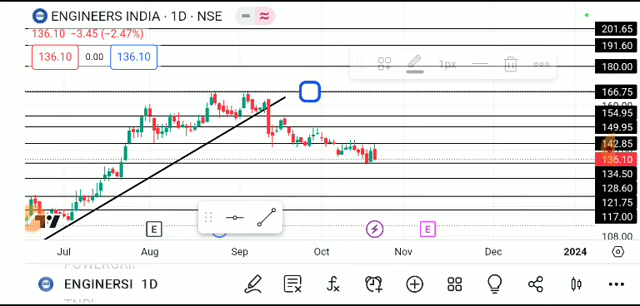 ENGINEERS INDIA · 1D · NSE
136.10 −3.45 (−2.47%)
136.10 0.00 136.10
1px
201.65
191.60
180.00
166.75
154.95
149.95
142.85
136.10
134.50
128.60
121.75
117.00
108.00
E E
Jul Aug Sep Oct Nov Dec 2024
ENGINERSI 1D